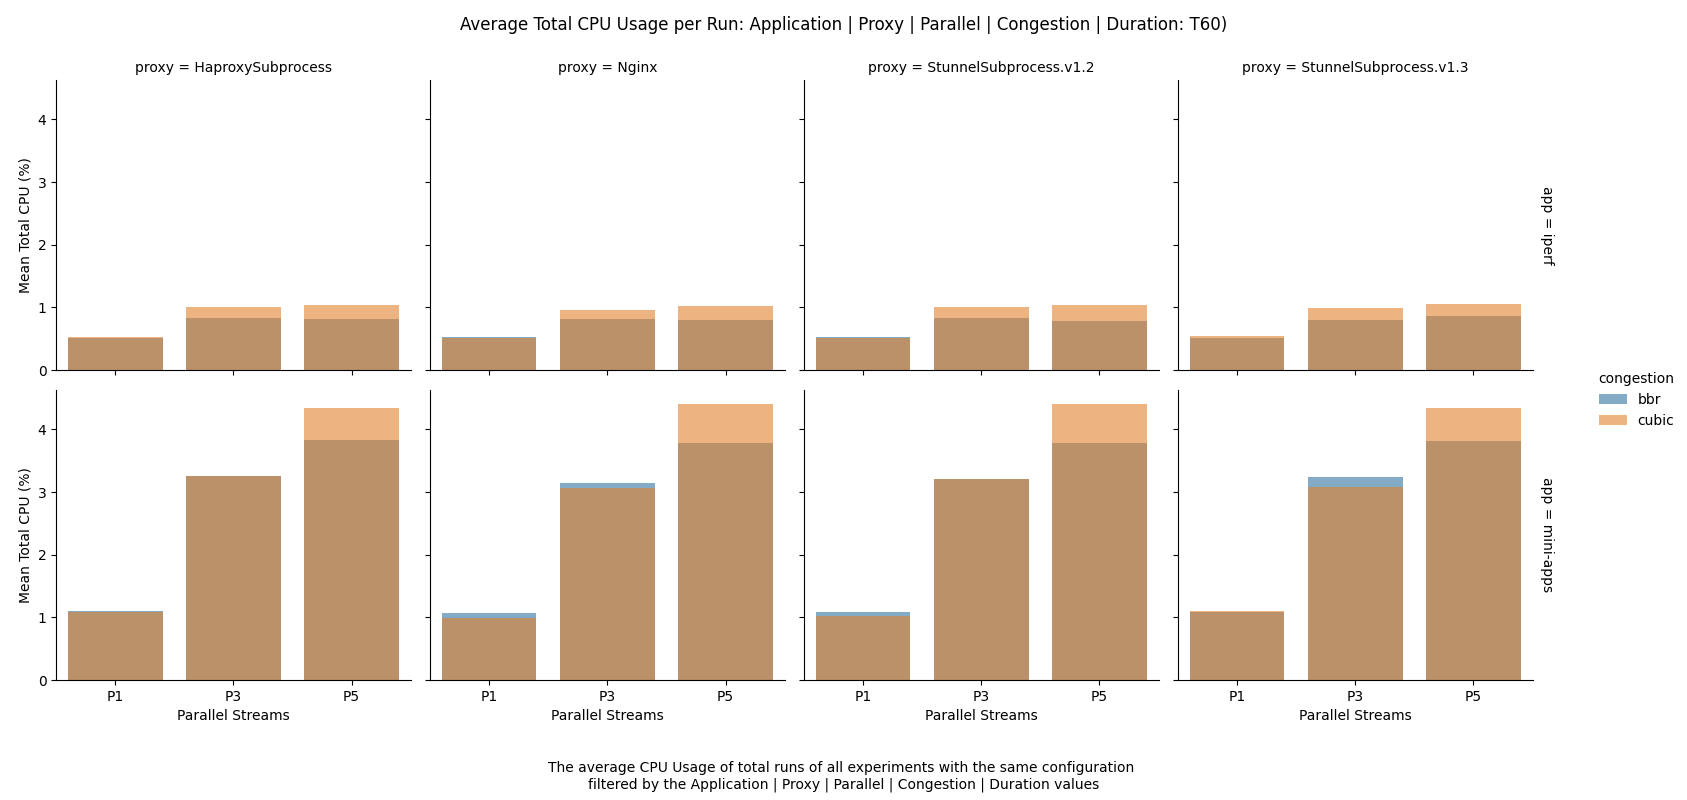 Average Total CPU Usage per Run: Application | Proxy | Parallel | Congestion | Duration: T60)
proxy = HaproxySubprocess
proxy = Nginx
proxy = StunnelSubprocess.v1.2
proxy = StunnelSubprocess.v1.3
Mean Total CPU (%)
4
3
2
1
0
app = iperf
congestion
bbr
cubic
Mean Total CPU (%)
4
3
2
1
0
app = mini-apps
P1 P3 P5
P1 P3 P5
P1 P3 P5
P1 P3 P5
Parallel Streams
Parallel Streams
Parallel Streams
Parallel Streams
The average CPU Usage of total runs of all experiments with the same configuration
filtered by the Application | Proxy | Parallel | Congestion | Duration values